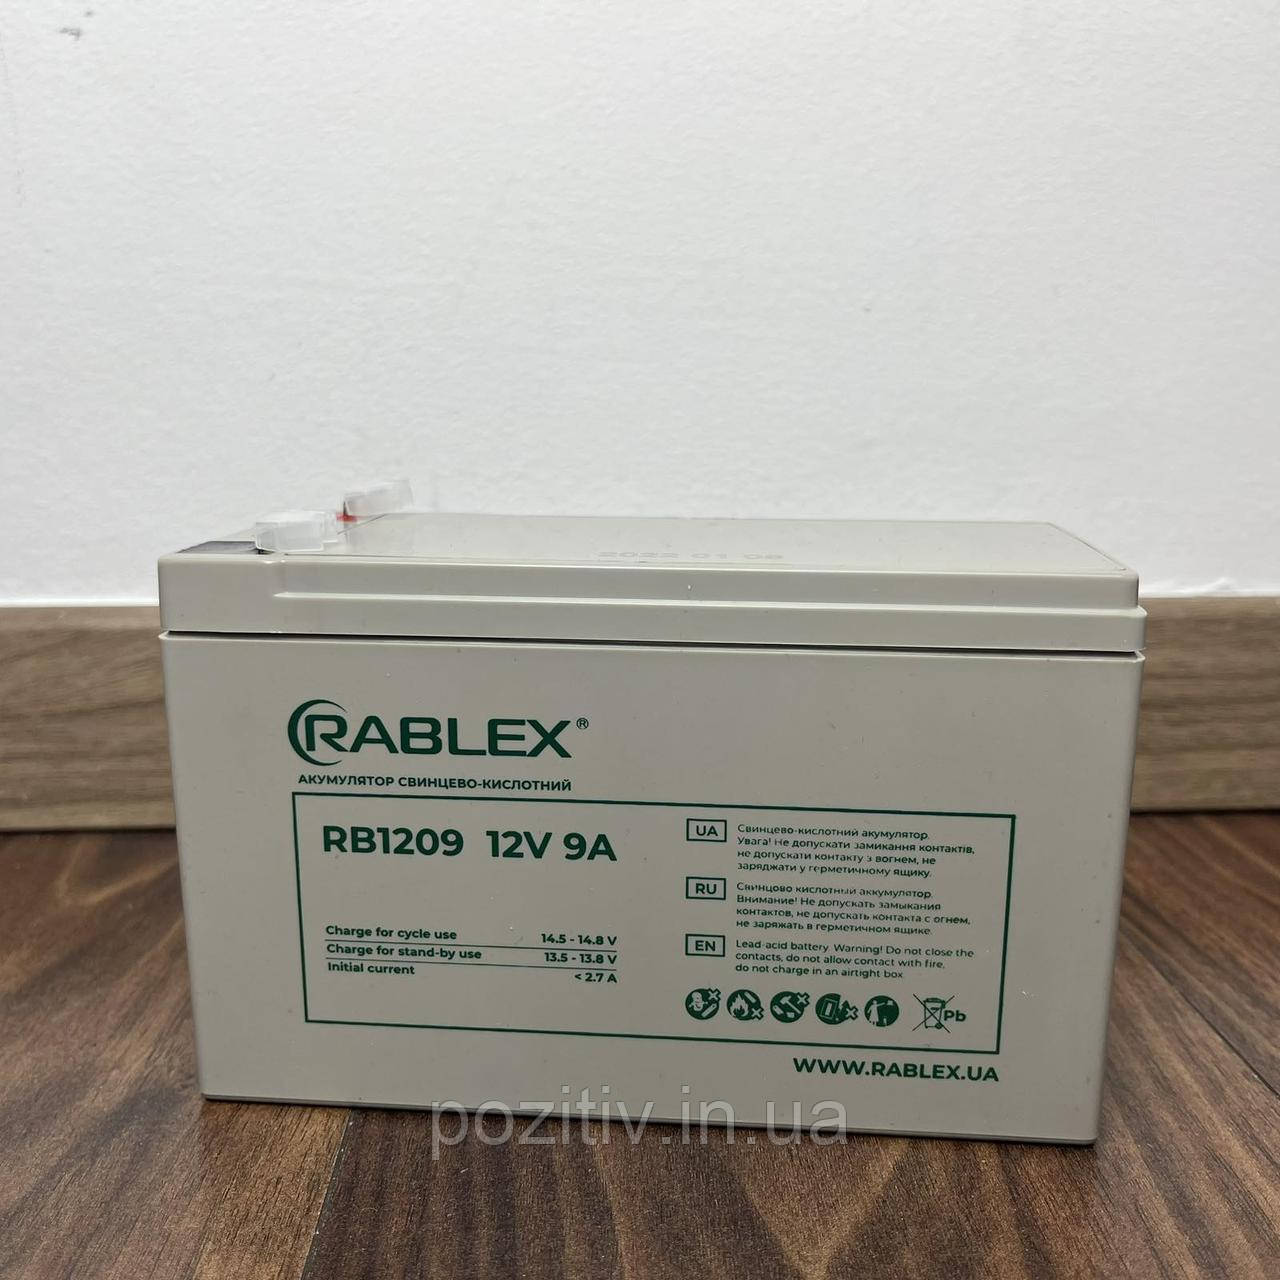 2022 01 08
RABLEX®
АКУМУЛЯТОР СВИНЦЕВО-КИСЛОТНИЙ
RB1209 12V 9A
Charge for cycle use 14.5 - 14.8 V
Charge for stand-by use 13.5 - 13.8 V
Initial current < 2.7 A
UA
Свинцево-кислотний акумулятор.
Увага! Не допускати замикання контактів,
не допускати контакту з вогнем, не
заряджати у герметичному ящику.
RU
Свинцово кислотный аккумулятор.
Внимание! Не допускать замыкания
контактов, не допускать контакта с огнем,
не заряжать в герметичном ящике.
EN
Lead-acid battery. Warning! Do not close the
contacts, do not allow contact with fire,
do not charge in an airtight box.
Pb
WWW.RABLEX.UA
pozitiv.in.ua